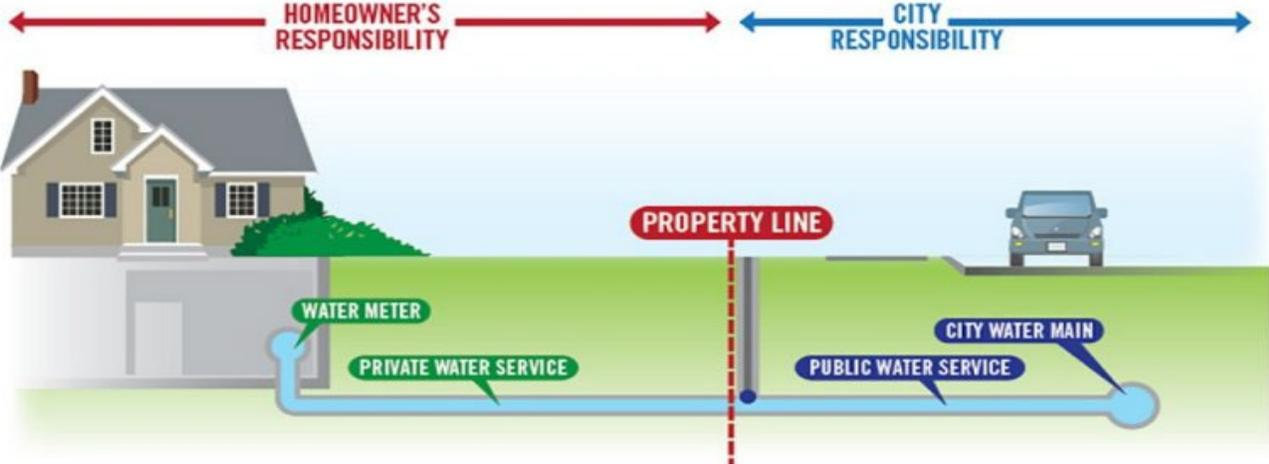 HOMEOWNER'S
RESPONSIBILITY
CITY
RESPONSIBILITY
PROPERTY LINE
WATER METER
CITY WATER MAIN
PRIVATE WATER SERVICE
PUBLIC WATER SERVICE